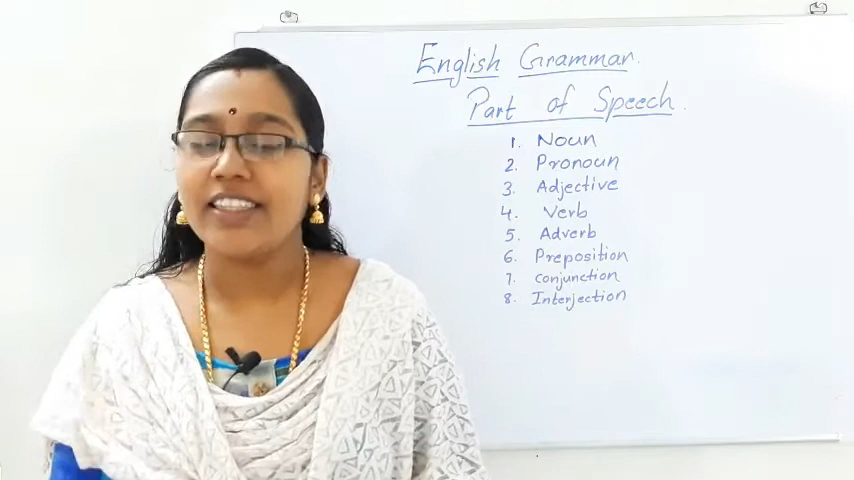 English Grammar.
Part of Speech.
1. Noun
2. Pronoun
3. Adjective
4. Verb
5. Adverb
6. Preposition
7. Conjunction
8. Interjection